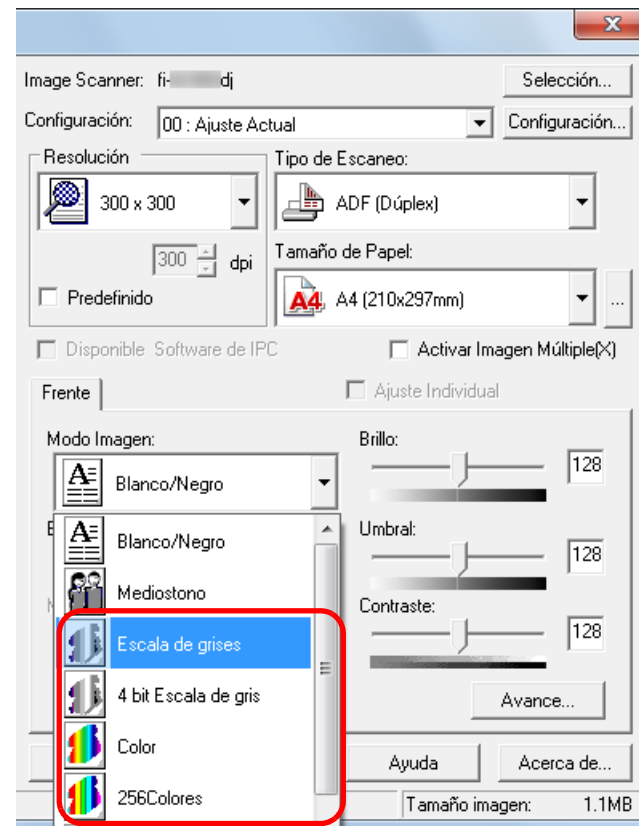 Image Scanner: fi- dj
Selección...
Configuración: 00 : Ajuste Actual
Configuración...
Resolución
Tipo de Escaneo:
300 x 300
ADF (Dúplex)
300 dpi
Tamaño de Papel:
Predefinido
A4 A4 (210x297mm)
...
Disponible Software de IPC
Activar Imagen Múltiple(X)
Frente
Ajuste Individual
Modo Imagen:
Brillo:
Blanco/Negro
128
Blanco/Negro
Umbral:
128
Mediostono
Contraste:
Escala de grises
128
4 bit Escala de gris
Avance...
Color
Ayuda
Acerca de...
256Colores
Tamaño imagen: 1.1MB